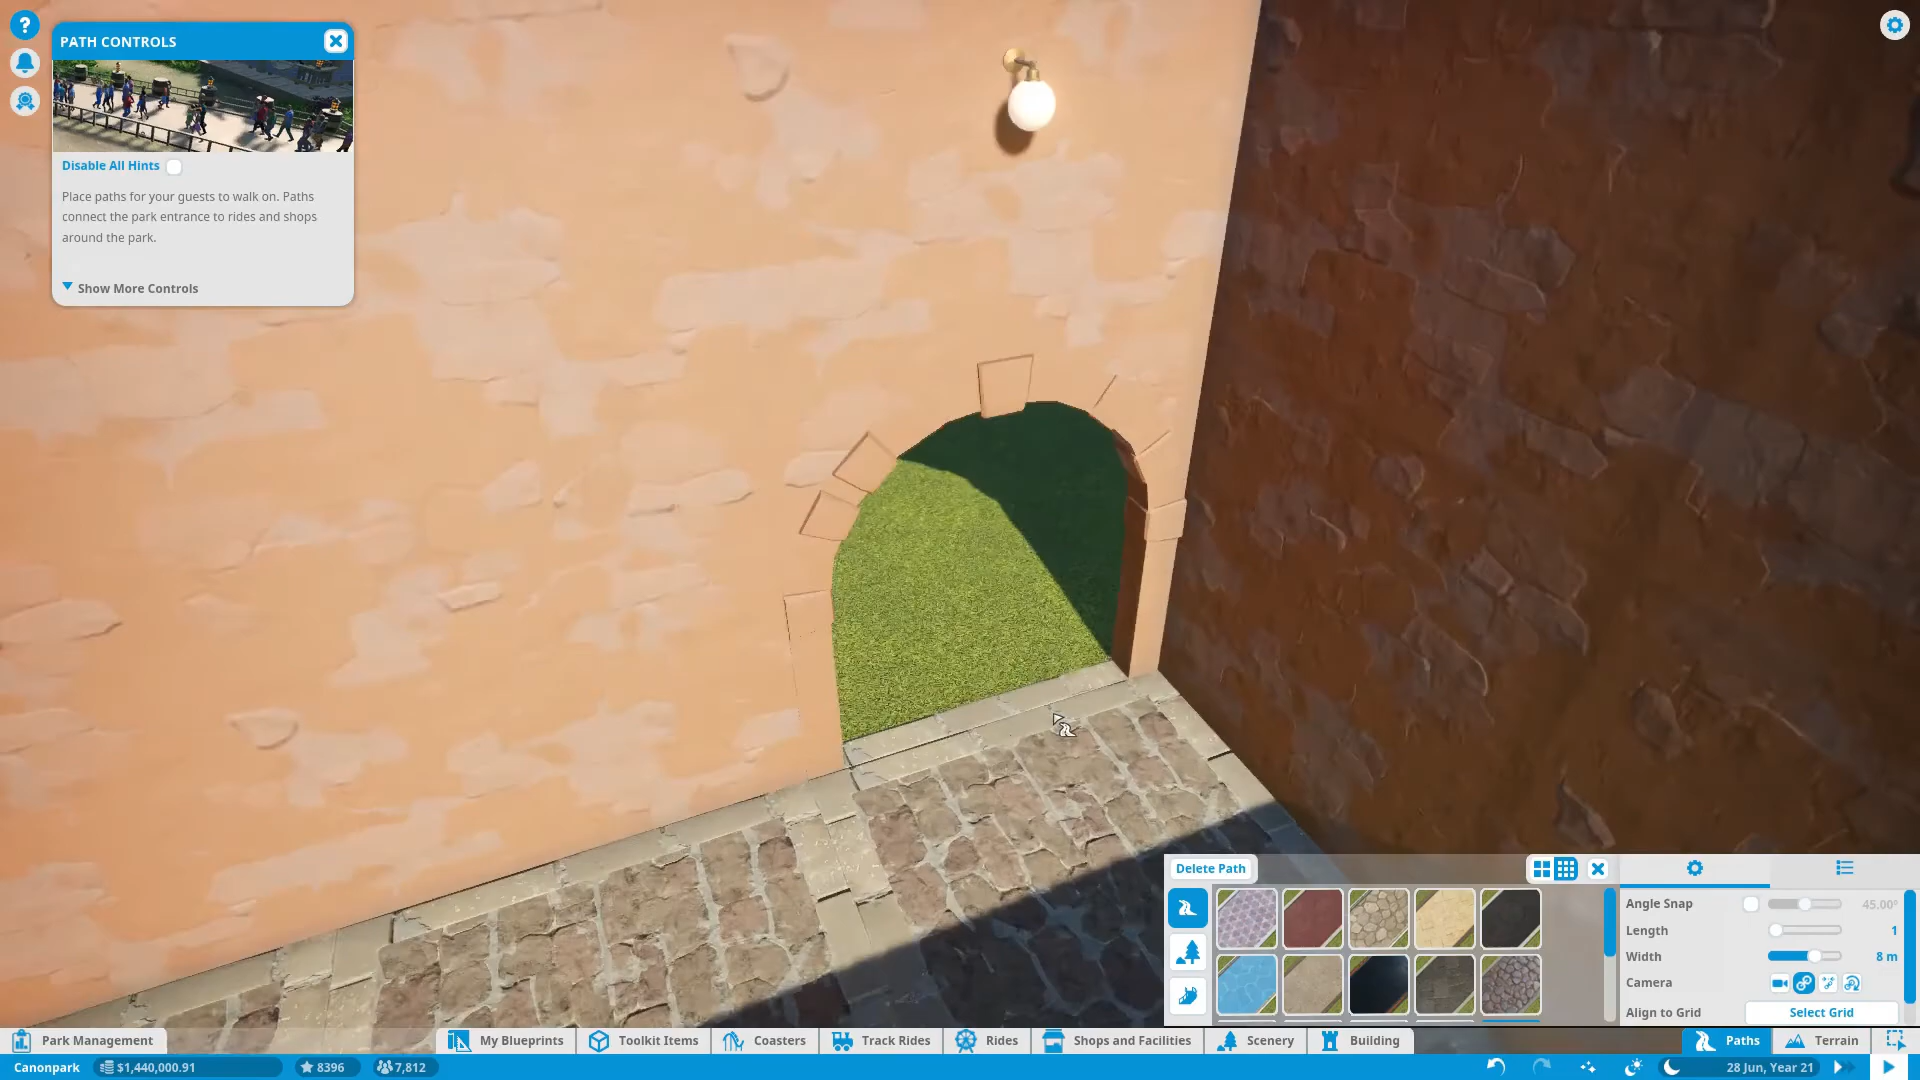 ?
PATH CONTROLS
Disable All Hints
Place paths for your guests to walk on. Paths
connect the park entrance to rides and shops
around the park.
Show More Controls
Delete Path
Angle Snap 45.00°
Length 1
Width 8 m
Camera
Align to Grid Select Grid
Park Management
My Blueprints
Toolkit Items
Coasters
Track Rides
Rides
Shops and Facilities
Scenery
Building
Paths
Terrain
Canonpark
$1,440,000.91
8396
7,812
28 Jun, Year 21